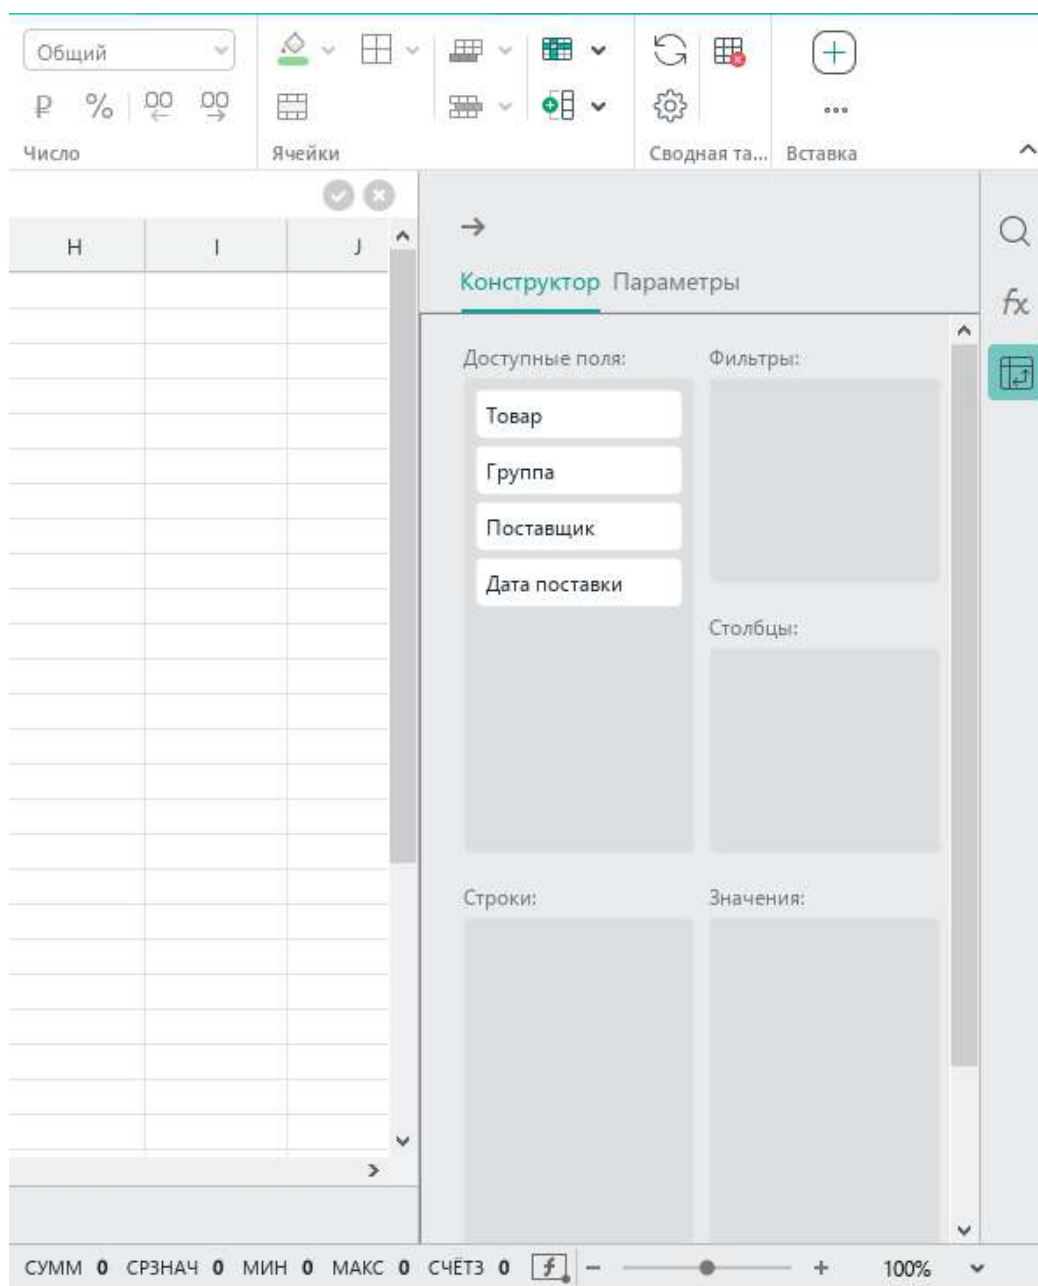 Общий
₽ % ,00 ,00
Число Ячейки Сводная та... Вставка
H I J
Конструктор Параметры
fx
Доступные поля: Фильтры:
Товар
Группа
Поставщик
Дата поставки
Столбцы:
Строки: Значения:
СУММ 0 СРЗНАЧ 0 МИН 0 МАКС 0 СЧЁТЗ 0 f − + 100%